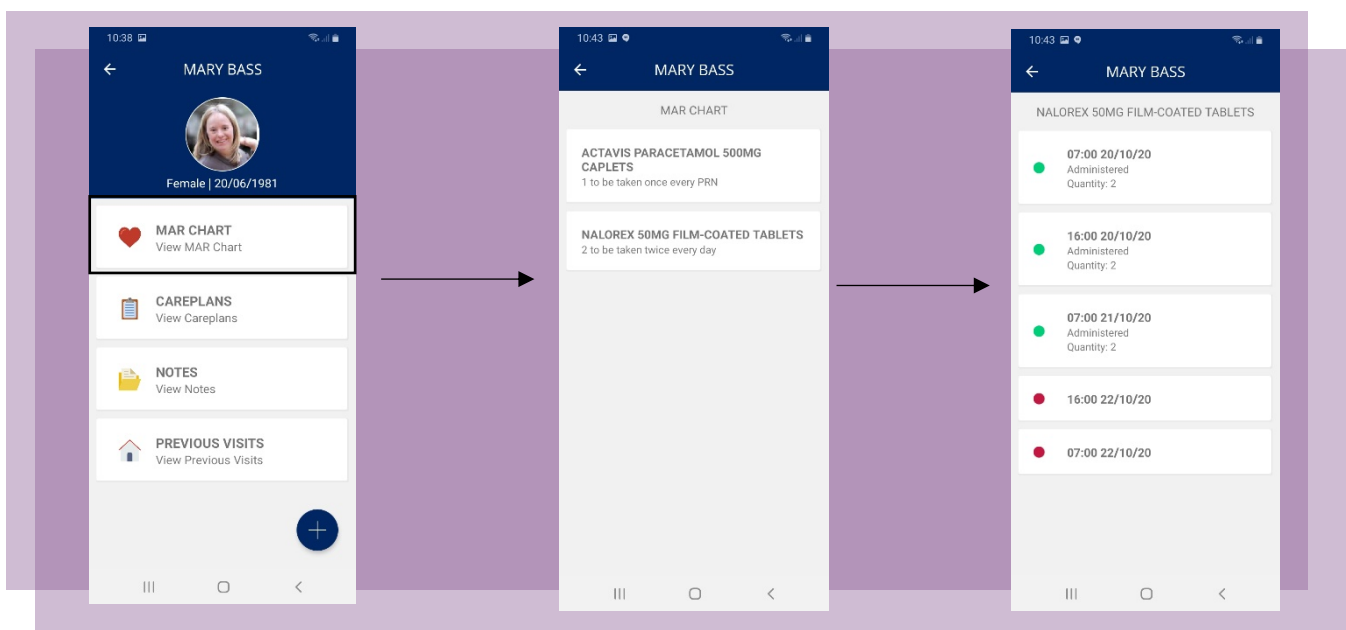 10:38
MARY BASS
Female | 20/06/1981
MAR CHART
View MAR Chart
CAREPLANS
View Careplans
NOTES
View Notes
PREVIOUS VISITS
View Previous Visits
10:43
MARY BASS
MAR CHART
ACTAVIS PARACETAMOL 500MG
CAPLETS
1 to be taken once every PRN
NALOREX 50MG FILM-COATED TABLETS
2 to be taken twice every day
10:43
MARY BASS
NALOREX 50MG FILM-COATED TABLETS
07:00 20/10/20
Administered
Quantity: 2
16:00 20/10/20
Administered
Quantity: 2
07:00 21/10/20
Administered
Quantity: 2
16:00 22/10/20
07:00 22/10/20